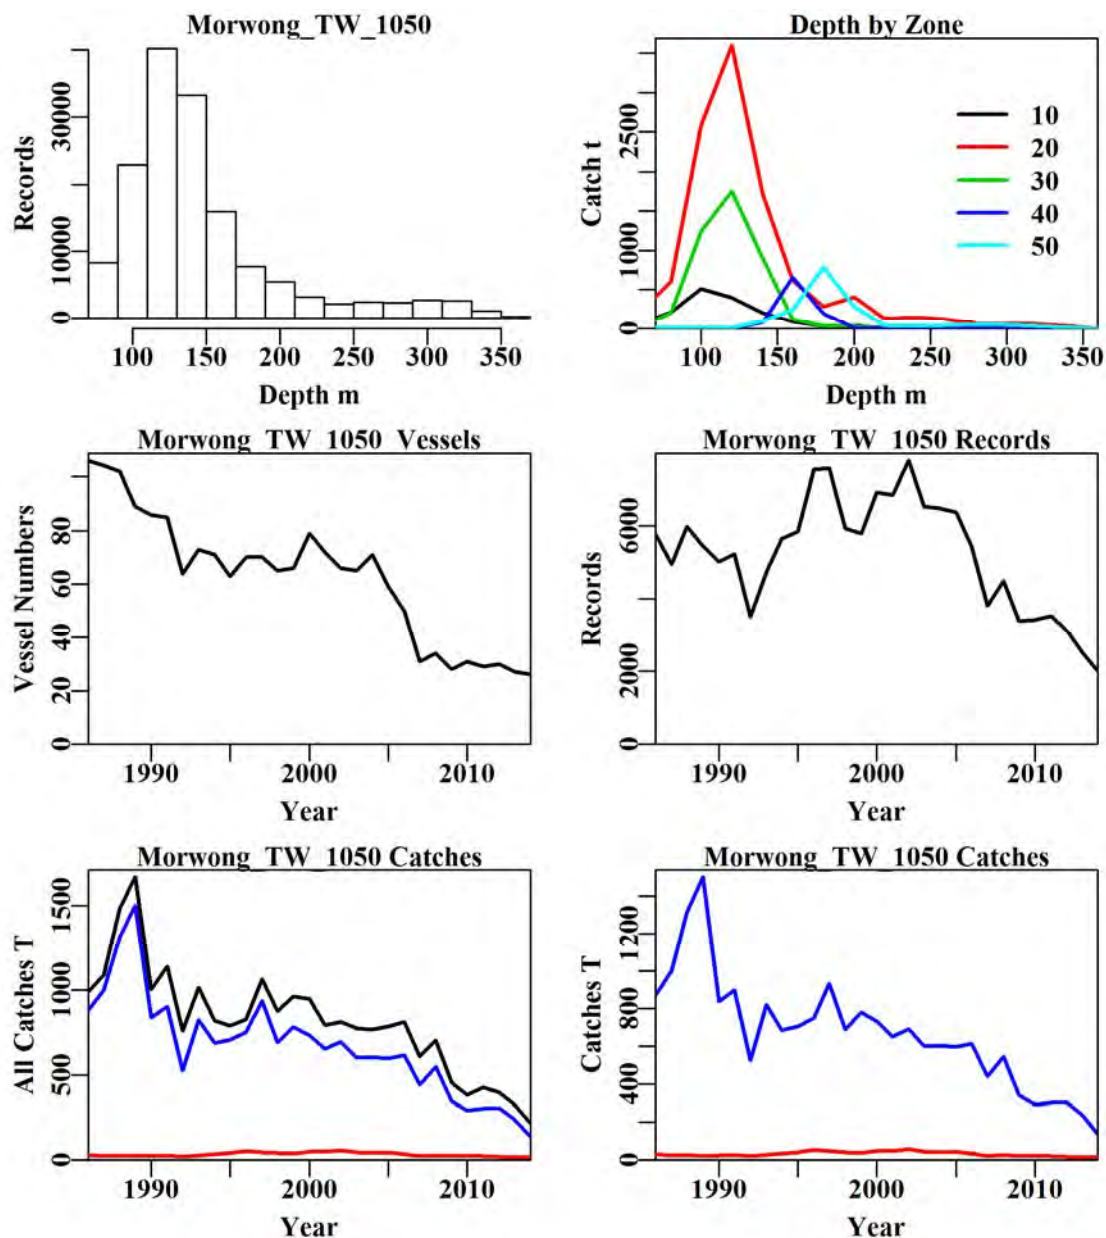 Morwong_TW_1050
Records
30000
10000
0
100 150 200 250 300 350
Depth m
Depth by Zone
Catch t
2500
1000
0
10
20
30
40
50
100 150 200 250 300 350
Depth m
Morwong_TW_1050_Vessels
Vessel Numbers
80
60
40
20
0
1990 2000 2010
Year
Morwong_TW_1050 Records
Records
6000
2000
0
1990 2000 2010
Year
Morwong_TW_1050 Catches
All Catches T
1500
1000
500
0
1990 2000 2010
Year
Morwong_TW_1050 Catches
Catches T
1200
800
400
0
1990 2000 2010
Year